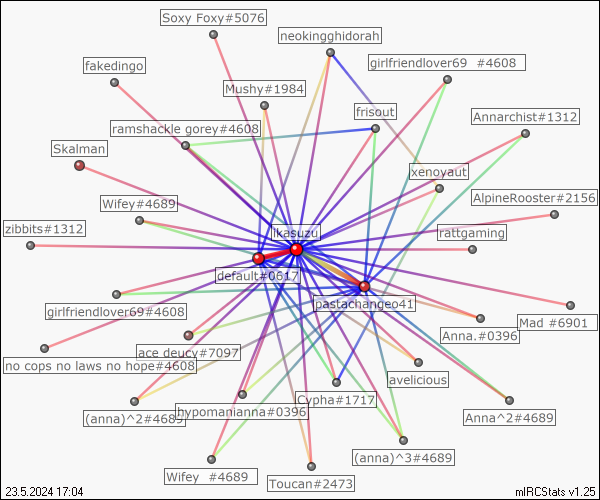 Soxy Foxy#5076
neokingghidorah
fakedingo
girlfriendlover69 #4608
Mushy#1984
frisout
Annarchist#1312
ramshackle gorey#4608
Skalman
xenoyaut
AlpineRooster#2156
Wifey#4689
zibbits#1312
likasuzu
rattgaming
default#0617
pastachangeo41
girlfriendlover69#4608
Mad #6901
Anna.#0396
ace deucy#7097
no cops no laws no hope#4608
avelicious
Cypha#1717
(anna)^2#4689
hypomanianna#0396
Anna^2#4689
(anna)^3#4689
Wifey #4689
Toucan#2473
23.5.2024 17:04
mIRCStats v1.25